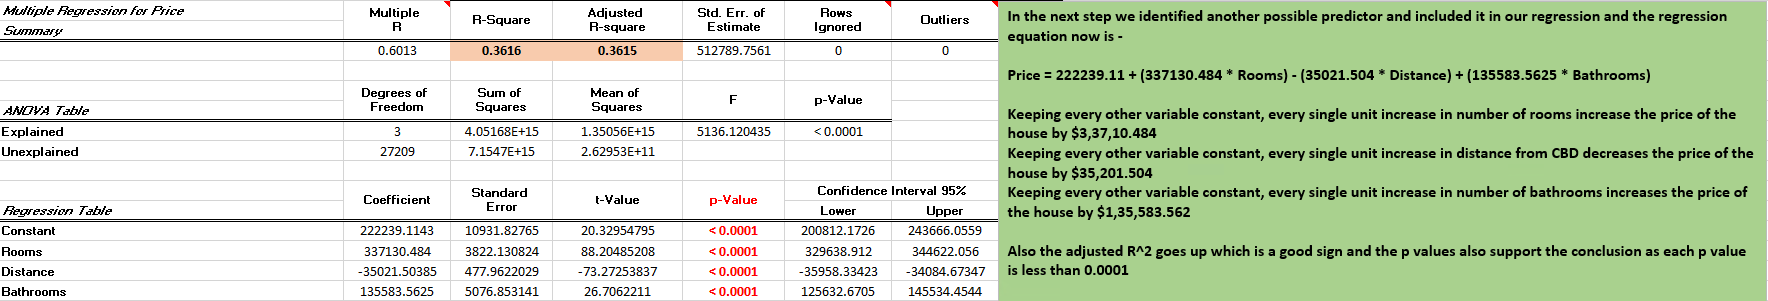 Multiple Regression for Price
Summary
Multiple R
R-Square
Adjusted R-square
Std. Err. of Estimate
Rows Ignored
Outliers
0.6013 0.3616 0.3615 512789.7561 0 0
ANOVA Table
Degrees of Freedom
Sum of Squares
Mean of Squares
F
p-Value
Explained 3 4.05168E+15 1.35056E+15 5136.120435 < 0.0001
Unexplained 27209 7.1547E+15 2.62953E+11
Regression Table
Coefficient
Standard Error
t-Value
p-Value
Confidence Interval 95%
Lower Upper
Constant 222239.1143 10931.82765 20.32954795 < 0.0001 200812.1726 243666.0559
Rooms 337130.484 3822.130824 88.20485208 < 0.0001 329638.912 344622.056
Distance -35021.50385 477.9622029 -73.27253837 < 0.0001 -35958.33423 -34084.67347
Bathrooms 135583.5625 5076.853141 26.7062211 < 0.0001 125632.6705 145534.4544
In the next step we identified another possible predictor and included it in our regression and the regression
equation now is -
Price = 222239.11 + (337130.484 * Rooms) - (35021.504 * Distance) + (135583.5625 * Bathrooms)
Keeping every other variable constant, every single unit increase in number of rooms increase the price of the
house by $3,37,10.484
Keeping every other variable constant, every single unit increase in distance from CBD decreases the price of the
house by $35,201.504
Keeping every other variable constant, every single unit increase in number of bathrooms increases the price of
the house by $1,35,583.562
Also the adjusted R^2 goes up which is a good sign and the p values also support the conclusion as each p value
is less than 0.0001